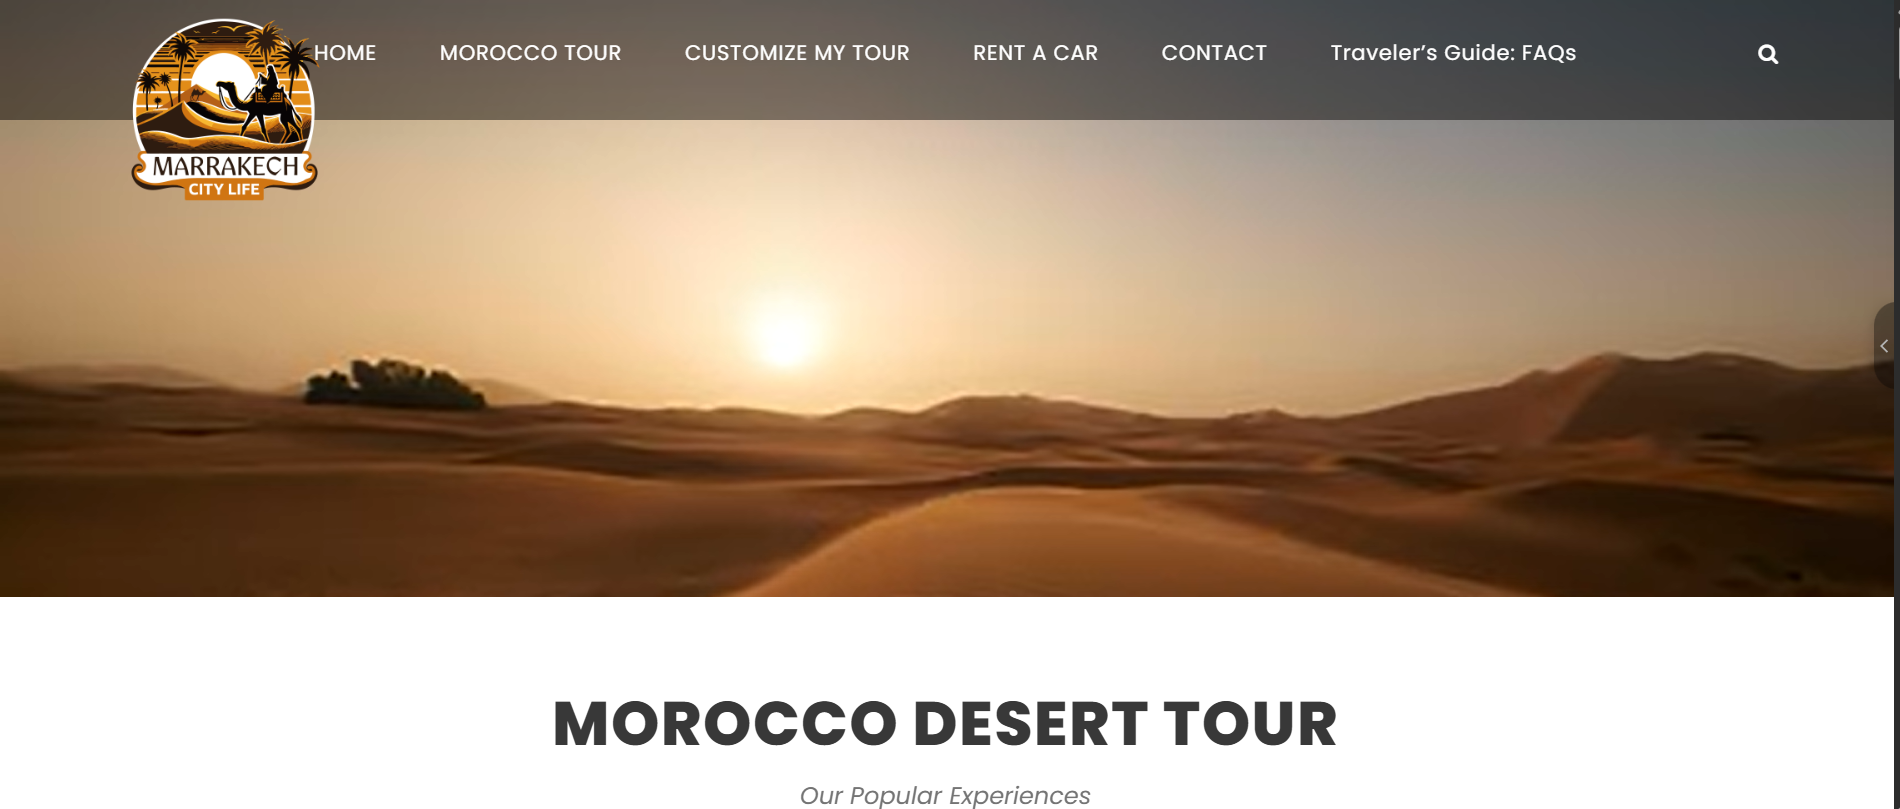 HOME MOROCCO TOUR CUSTOMIZE MY TOUR RENT A CAR CONTACT Traveler’s Guide: FAQs
MARRAKECH
CITY LIFE
MOROCCO DESERT TOUR
Our Popular Experiences